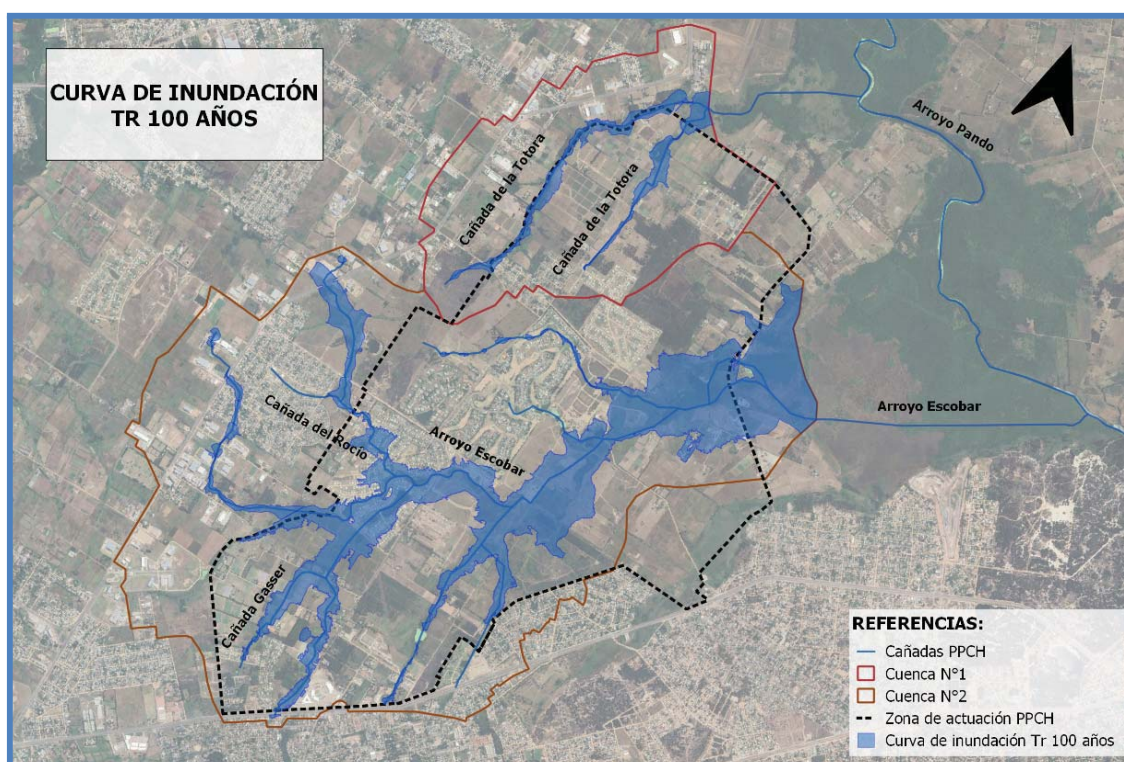 CURVA DE INUNDACIÓN
TR 100 AÑOS
Arroyo Pando
Cañada de la Totora
Cañada de la Totora
Cañada del Rocio
Arroyo Escobar
Arroyo Escobar
Cañada Gasser
REFERENCIAS:
Cañadas PPCH
Cuenca N°1
Cuenca N°2
Zona de actuación PPCH
Curva de inundación Tr 100 años